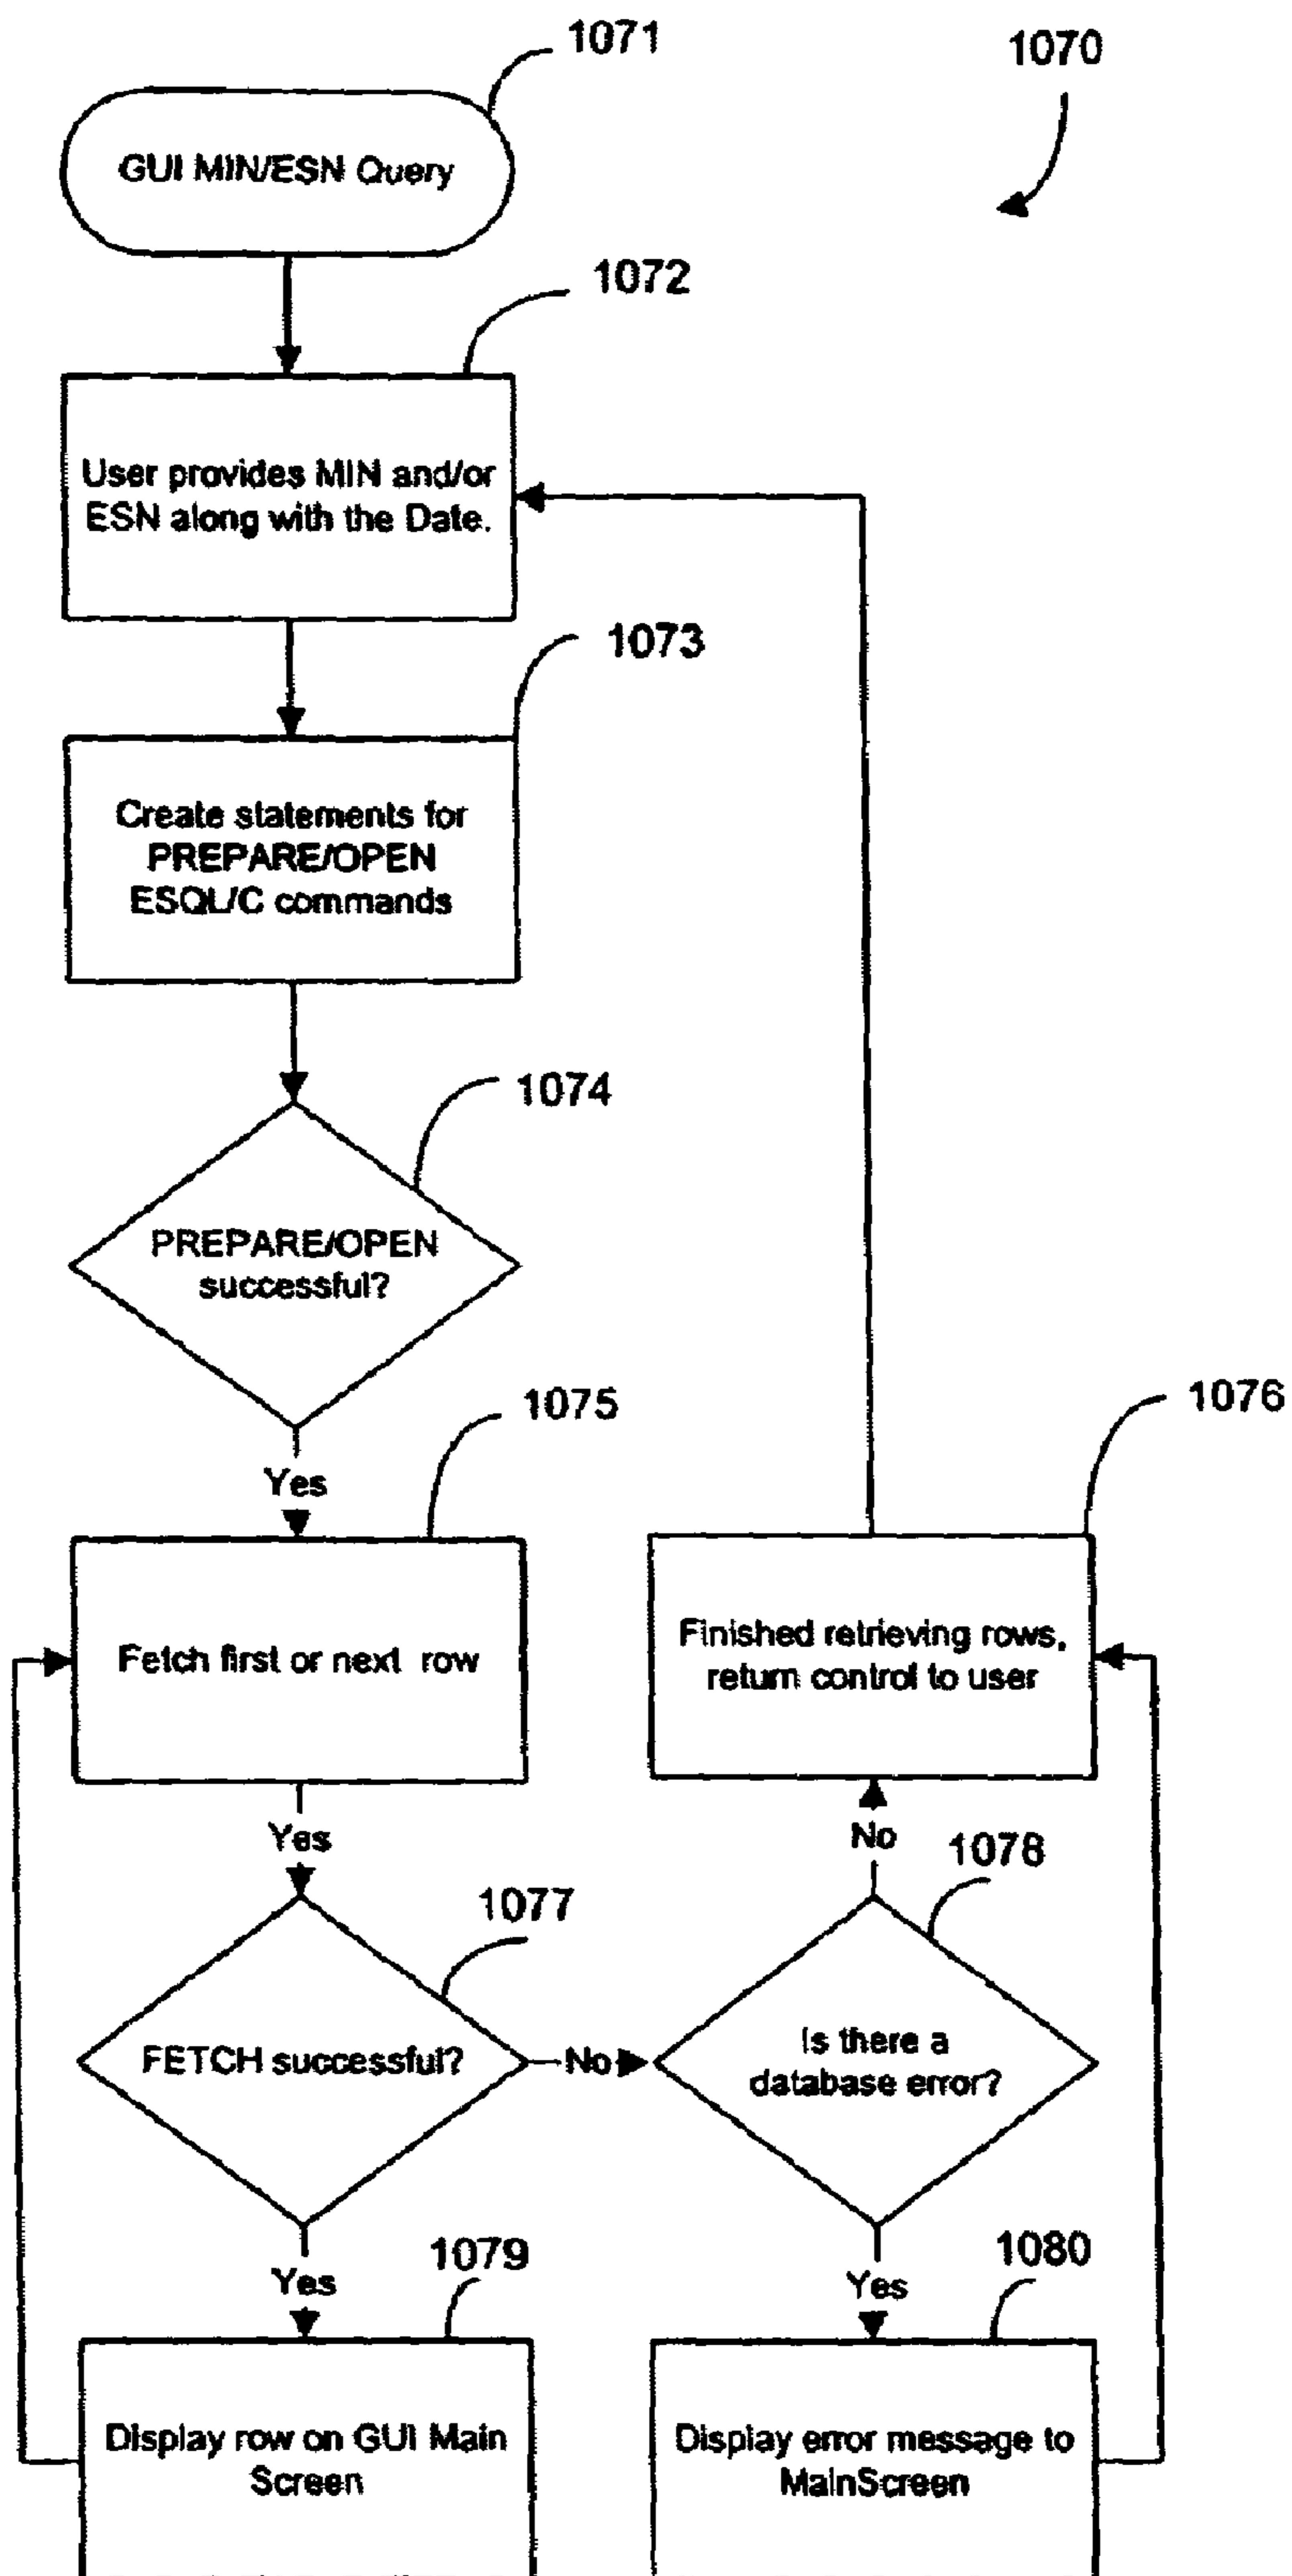 1071
1070
GUI MIN/ESN Query
1072
User provides MIN and/or
ESN along with the Date.
1073
Create statements for
PREPARE/OPEN
ESQL/C commands
1074
PREPARE/OPEN
successful?
1075
1076
Yes
Fetch first or next row
Finished retrieving rows,
return control to user
Yes
No
1078
1077
FETCH successful?
No
Is there a
database error?
1079
1080
Yes
Yes
Display row on GUI Main
Screen
Display error message to
MainScreen